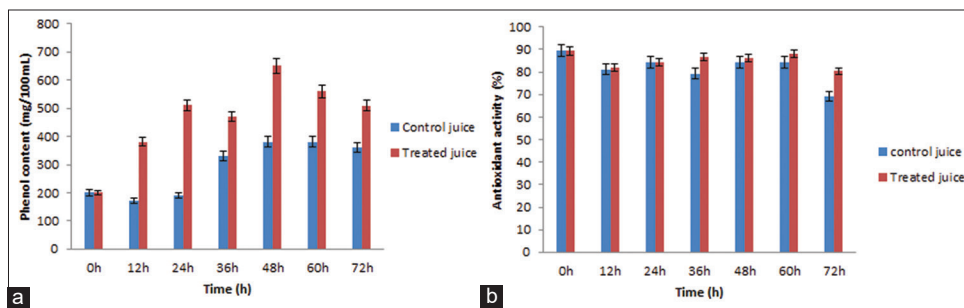 800
700
600
500
400
300
200
100
0
Phenol content (mg/100mL)
0h 12h 24h 36h 48h 60h 72h
Time (h)
Control juice
Treated juice
a
100
90
80
70
60
50
40
30
20
10
0
Antioxidant activity (%)
0h 12h 24h 36h 48h 60h 72h
Time (h)
control juice
Treated juice
b